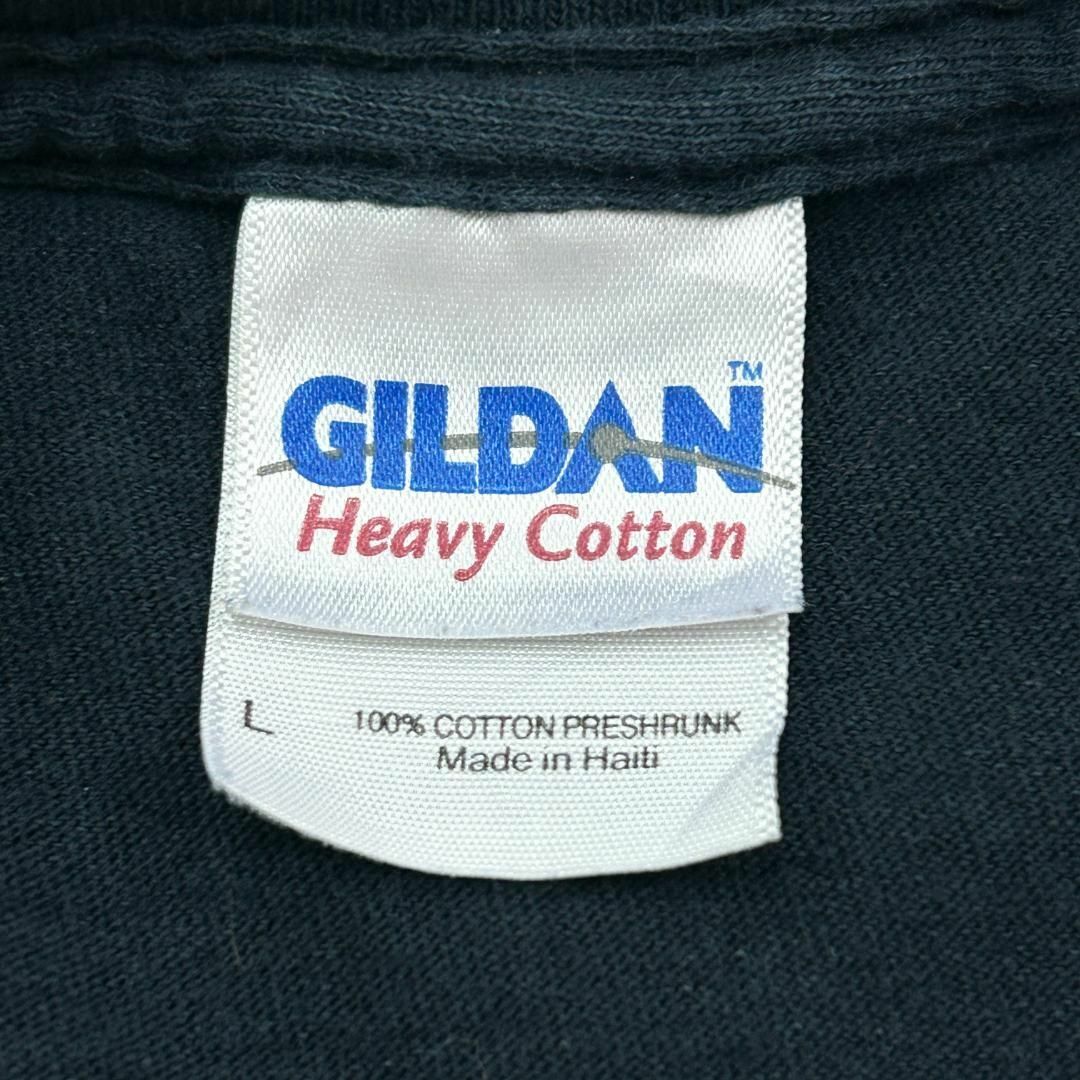 GILDAN™
Heavy Cotton
L 100% COTTON PRESHRUNK
Made in Haiti